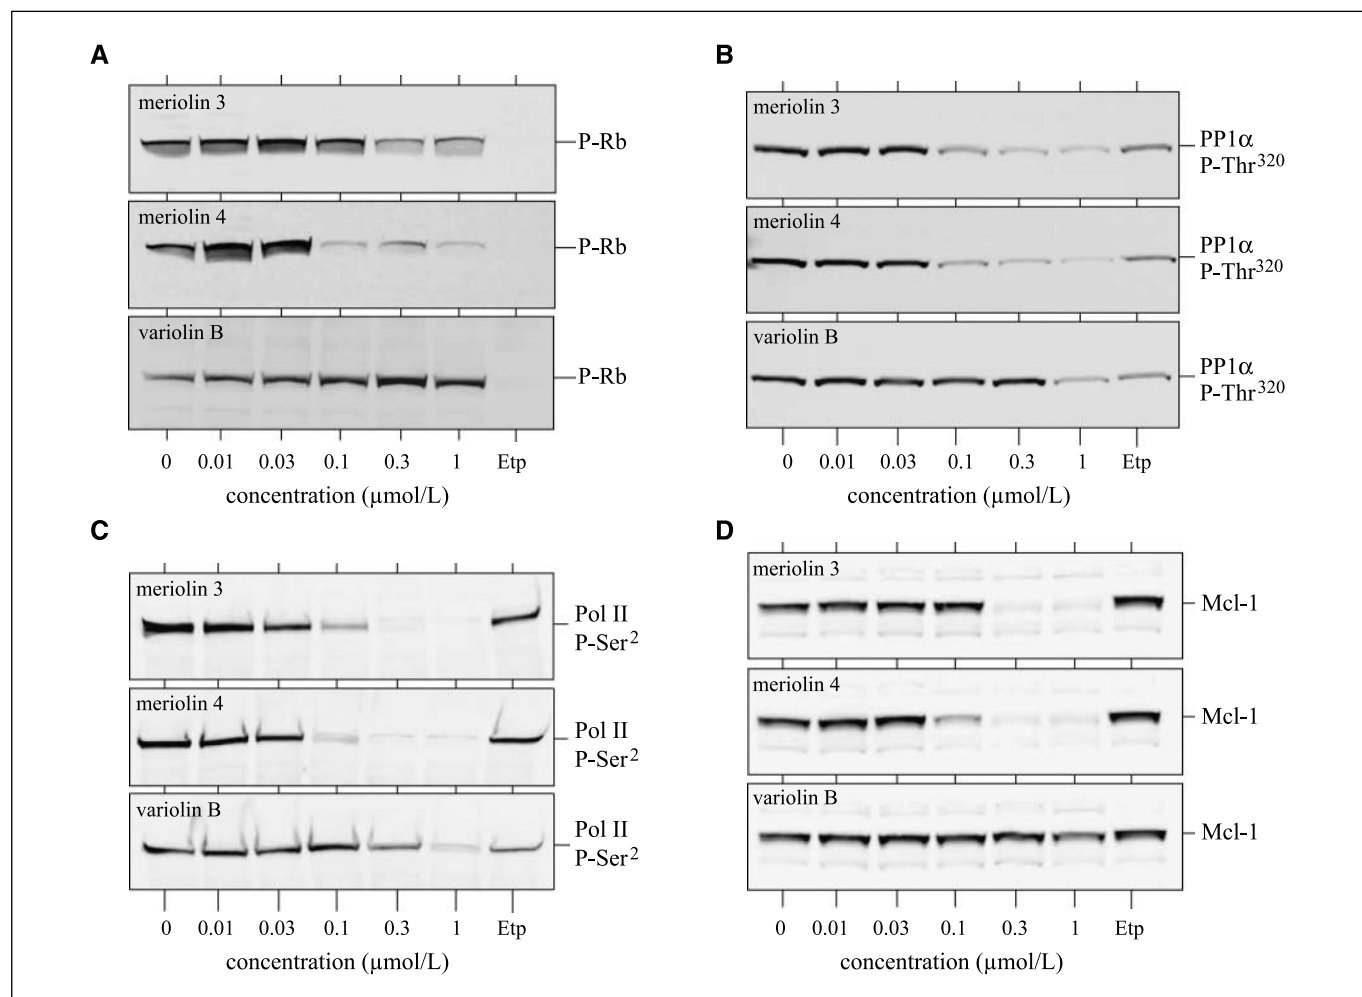 A
meriolin 3
P-Rb
meriolin 4
P-Rb
variolin B
P-Rb
0 0.01 0.03 0.1 0.3 1 Etp
concentration (µmol/L)
B
meriolin 3
PP1α
P-Thr320
meriolin 4
PP1α
P-Thr320
variolin B
PP1α
P-Thr320
0 0.01 0.03 0.1 0.3 1 Etp
concentration (µmol/L)
C
meriolin 3
Pol II
P-Ser2
meriolin 4
Pol II
P-Ser2
variolin B
Pol II
P-Ser2
0 0.01 0.03 0.1 0.3 1 Etp
concentration (µmol/L)
D
meriolin 3
Mcl-1
meriolin 4
Mcl-1
variolin B
Mcl-1
0 0.01 0.03 0.1 0.3 1 Etp
concentration (µmol/L)